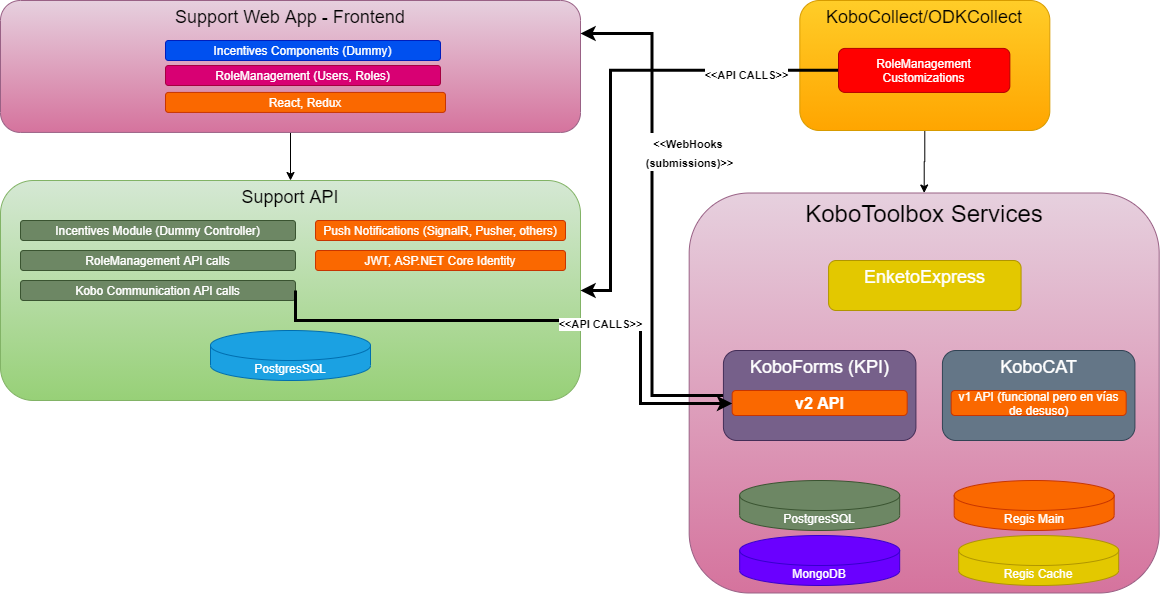 Support Web App - Frontend
Incentives Components (Dummy)
RoleManagement (Users, Roles)
React, Redux
KoboCollect/ODKCollect
RoleManagement
Customizations
<<API CALLS>>
<<WebHooks
(submissions)>>
Support API
Incentives Module (Dummy Controller)
RoleManagement API calls
Kobo Communication API calls
Push Notifications (SignalR, Pusher, others)
JWT, ASP.NET Core Identity
PostgresSQL
<<API CALLS>>
KoboToolbox Services
EnketoExpress
KoboForms (KPI)
v2 API
KoboCAT
v1 API (funcional pero en vías
de desuso)
PostgresSQL
Regis Main
MongoDB
Regis Cache